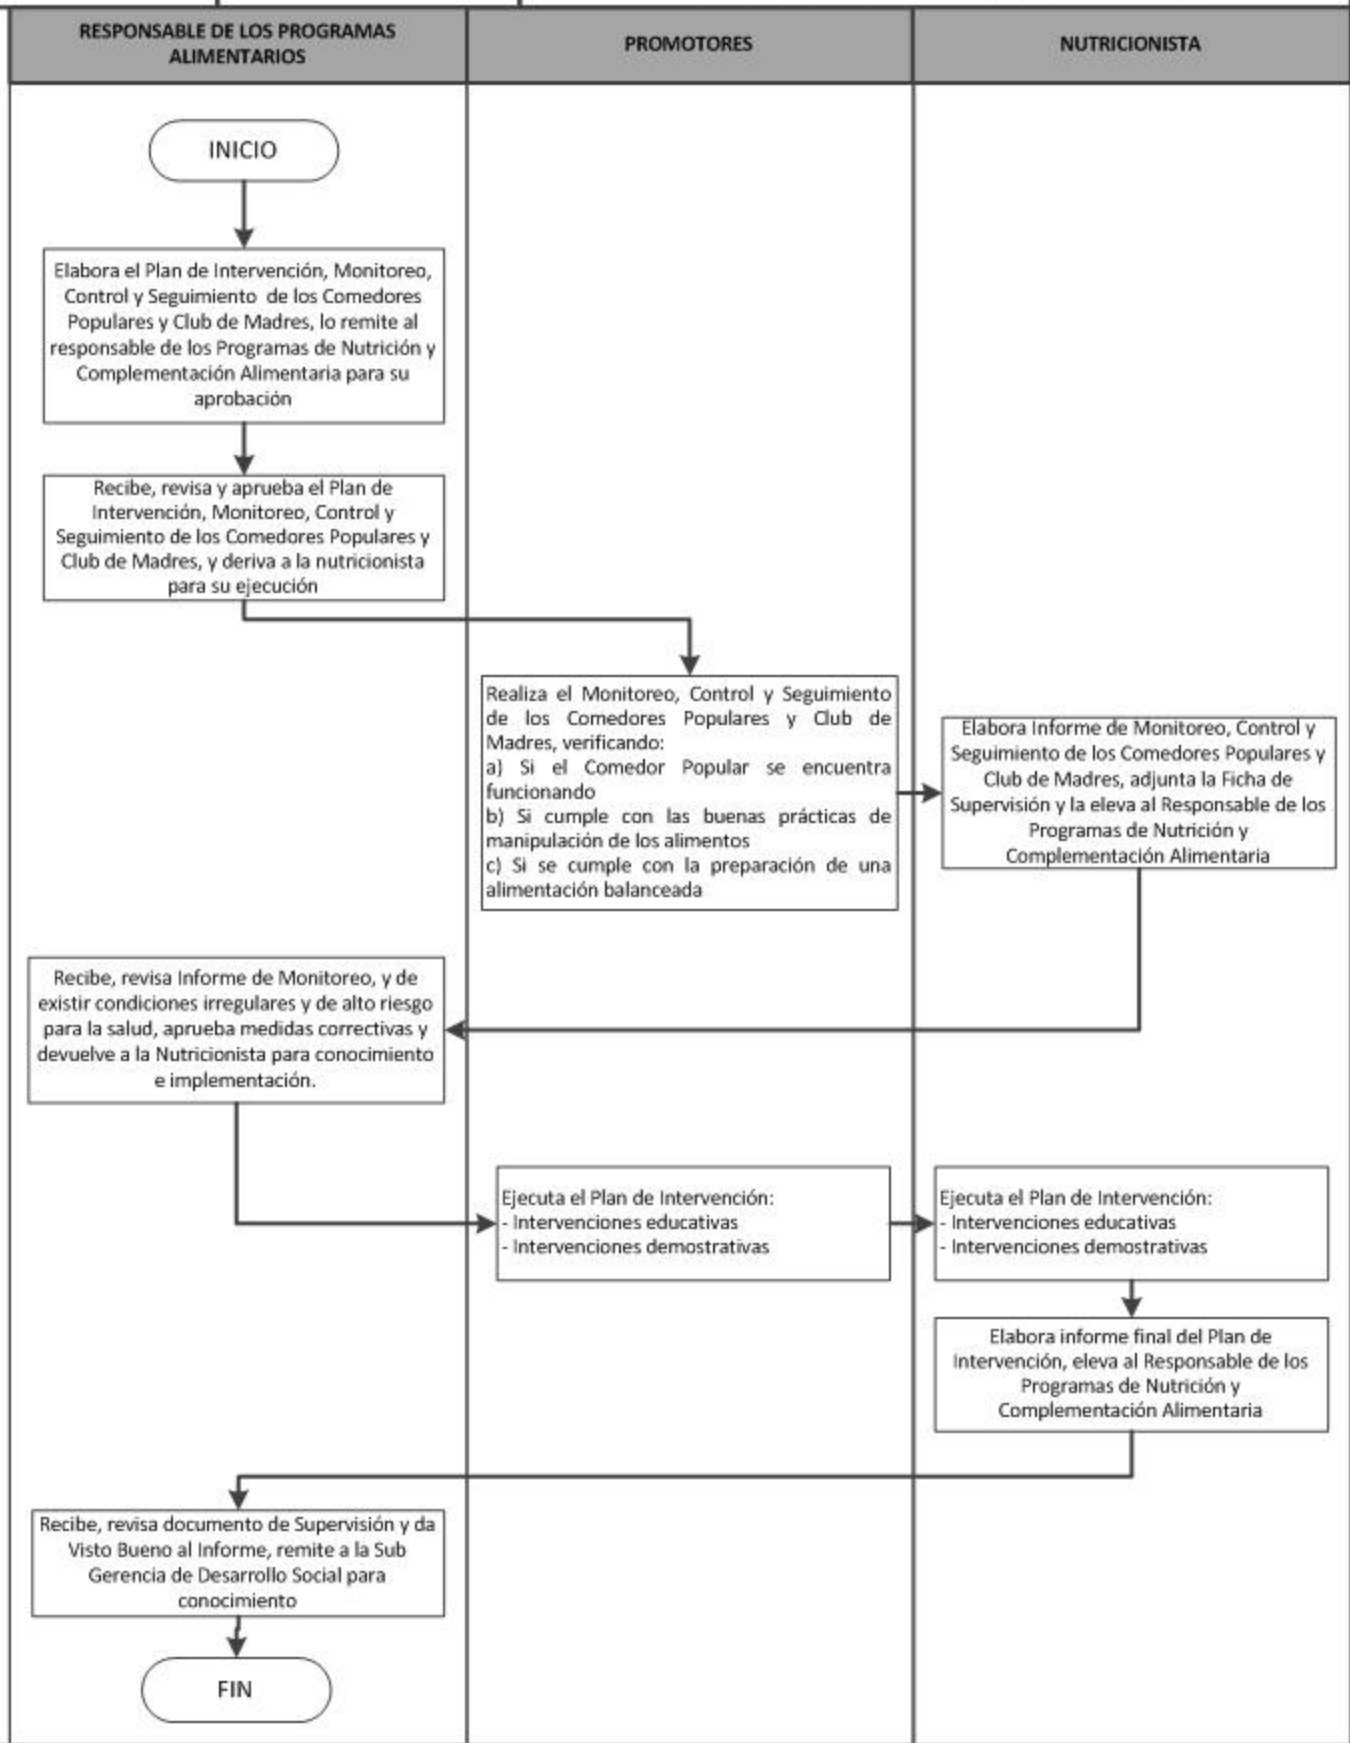 RESPONSABLE DE LOS PROGRAMAS
ALIMENTARIOS
PROMOTORES
NUTRICIONISTA
INICIO
Elabora el Plan de Intervención, Monitoreo,
Control y Seguimiento de los Comedores
Populares y Club de Madres, lo remite al
responsable de los Programas de Nutrición y
Complementación Alimentaria para su
aprobación
Recibe, revisa y aprueba el Plan de
Intervención, Monitoreo, Control y
Seguimiento de los Comedores Populares y
Club de Madres, y deriva a la nutricionista
para su ejecución
Realiza el Monitoreo, Control y Seguimiento
de los Comedores Populares y Club de
Madres, verificando:
a) Si el Comedor Popular se encuentra
funcionando
b) Si cumple con las buenas prácticas de
manipulación de los alimentos
c) Si se cumple con la preparación de una
alimentación balanceada
Elabora Informe de Monitoreo, Control y
Seguimiento de los Comedores Populares y
Club de Madres, adjunta la Ficha de
Supervisión y la eleva al Responsable de los
Programas de Nutrición y
Complementación Alimentaria
Recibe, revisa Informe de Monitoreo, y de
existir condiciones irregulares y de alto riesgo
para la salud, aprueba medidas correctivas y
devuelve a la Nutricionista para conocimiento
e implementación.
Ejecuta el Plan de Intervención:
- Intervenciones educativas
- Intervenciones demostrativas
Ejecuta el Plan de Intervención:
- Intervenciones educativas
- Intervenciones demostrativas
Elabora informe final del Plan de
Intervención, eleva al Responsable de los
Programas de Nutrición y
Complementación Alimentaria
Recibe, revisa documento de Supervisión y da
Visto Bueno al Informe, remite a la Sub
Gerencia de Desarrollo Social para
conocimiento
FIN